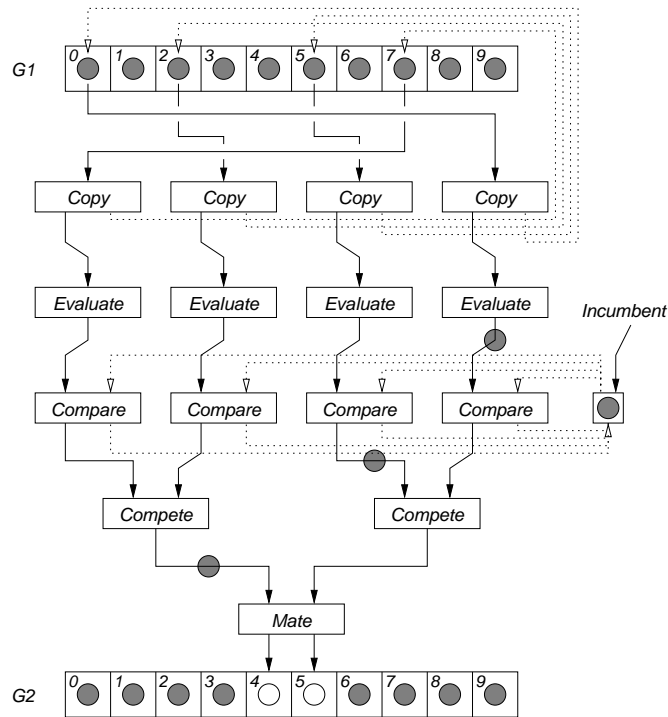 0 1 2 3 4 5 6 7 8 9
G1
Copy Copy Copy Copy
Evaluate Evaluate Evaluate Evaluate
Incumbent
Compare Compare Compare Compare
Compete Compete
Mate
0 1 2 3 4 5 6 7 8 9
G2